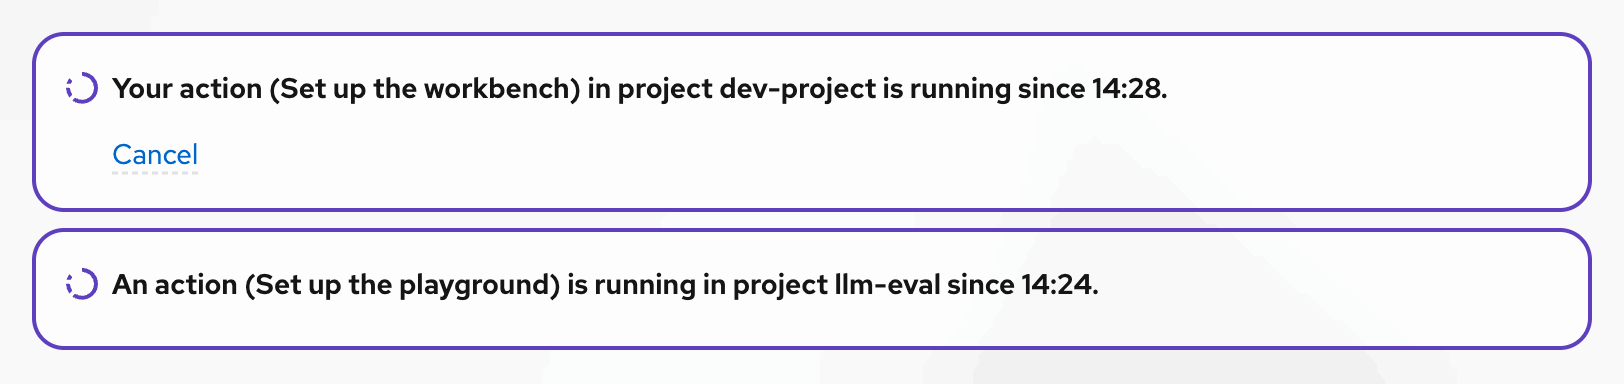 Your action (Set up the workbench) in project dev-project is running since 14:28.
Cancel
An action (Set up the playground) is running in project llm-eval since 14:24.